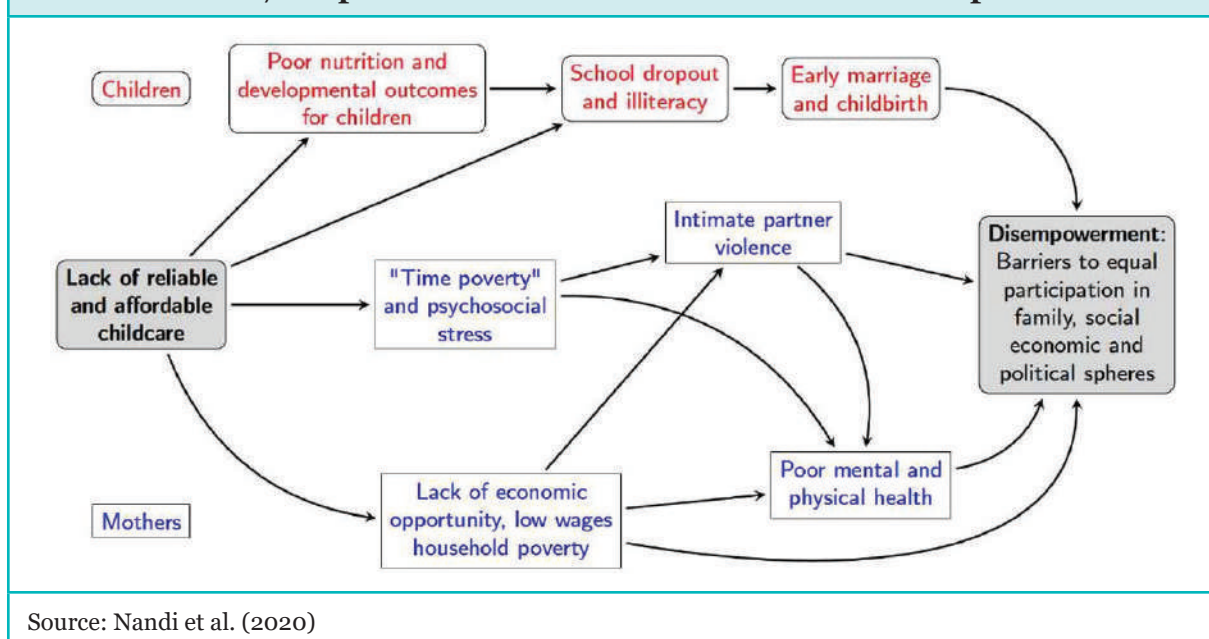 Children
Poor nutrition and
developmental outcomes
for children
School dropout
and illiteracy
Early marriage
and childbirth
Lack of reliable
and affordable
childcare
"Time poverty"
and psychosocial
stress
Intimate partner
violence
Disempowerment:
Barriers to equal
participation in
family, social
economic and
political spheres
Mothers
Lack of economic
opportunity, low wages
household poverty
Poor mental and
physical health
Source: Nandi et al. (2020)